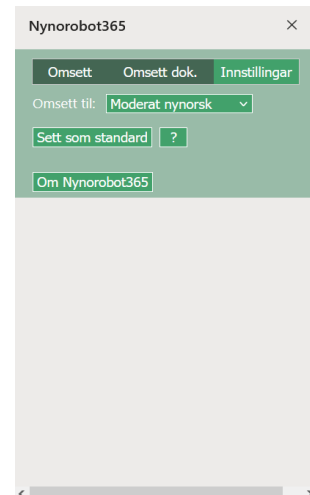 Nynorobot365
Omsett Omsett dok. Innstillingar
Omsett til: Moderat nynorsk
Sett som standard ?
Om Nynorobot365